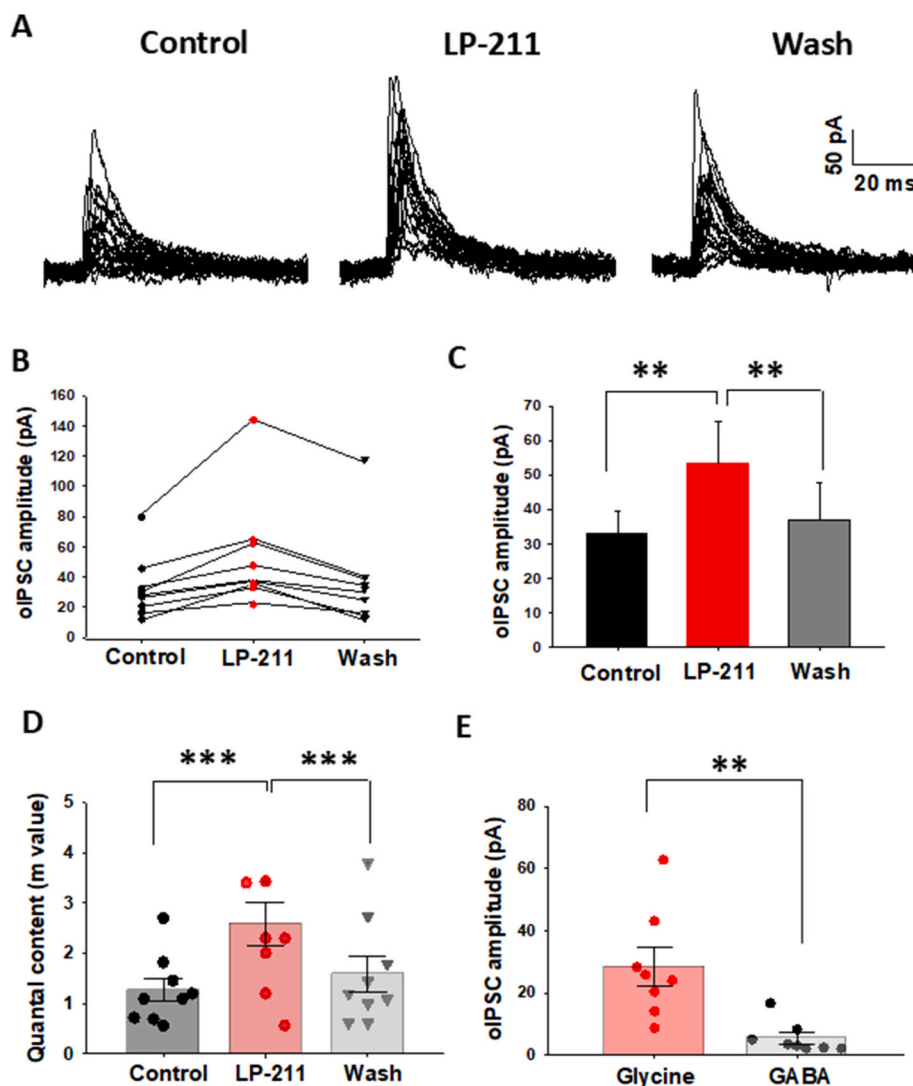 A
Control
LP-211
Wash
50 pA
20 ms
B
oIPSC amplitude (pA)
160
140
120
100
80
60
40
20
0
Control
LP-211
Wash
C
** **
oIPSC amplitude (pA)
70
60
50
40
30
20
10
0
Control
LP-211
Wash
D
*** ***
Quantal content (m value)
5
4
3
2
1
0
Control
LP-211
Wash
E
**
oIPSC amplitude (pA)
80
60
40
20
0
Glycine
GABA